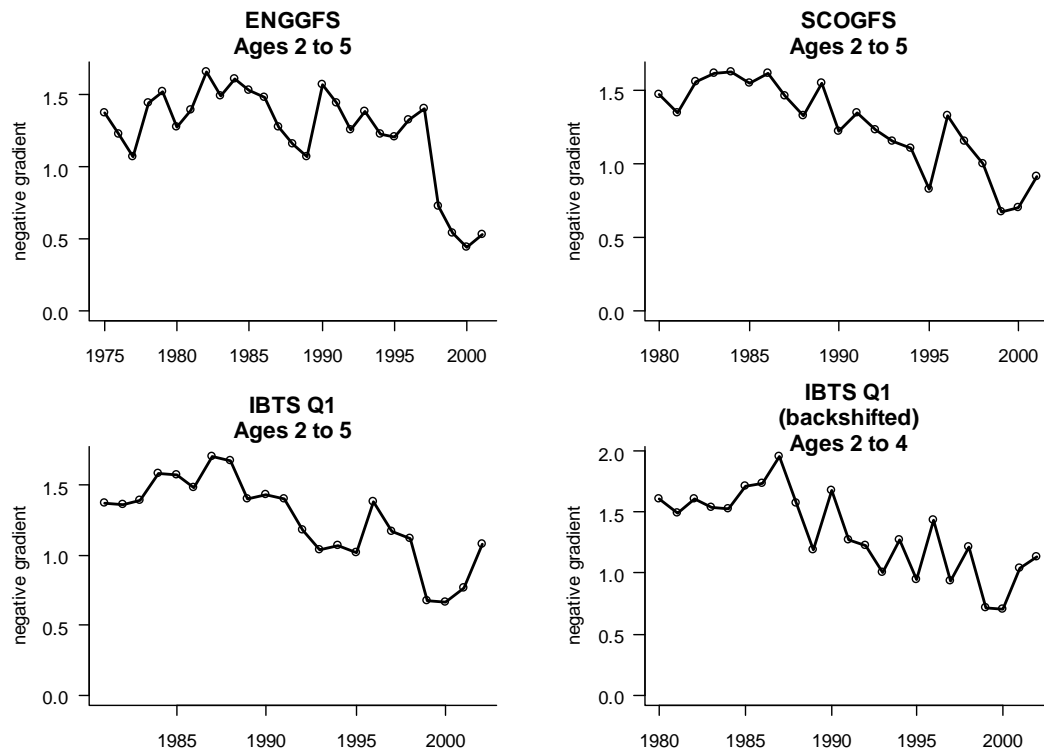 ENGGFS
Ages 2 to 5
negative gradient
1.5
1.0
0.5
0.0
1975 1980 1985 1990 1995 2000
SCOGFS
Ages 2 to 5
negative gradient
1.5
1.0
0.5
0.0
1980 1985 1990 1995 2000
IBTS Q1
Ages 2 to 5
negative gradient
1.5
1.0
0.5
0.0
1985 1990 1995 2000
IBTS Q1
(backshifted)
Ages 2 to 4
negative gradient
2.0
1.5
1.0
0.5
0.0
1980 1985 1990 1995 2000